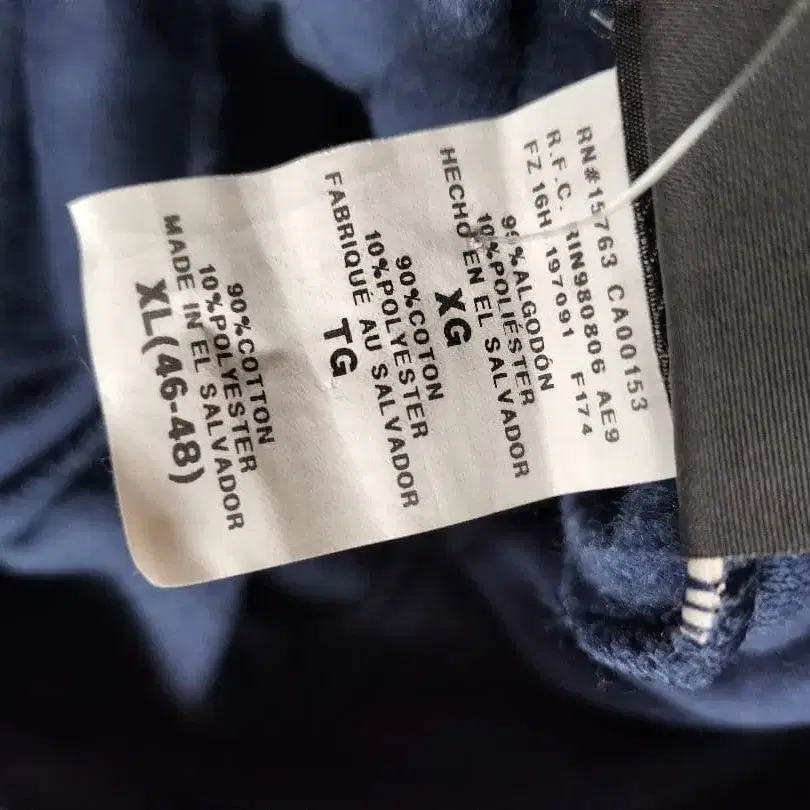 RN#15763 CA00153
R.F.C. RIN980806 AE9
FZ 16H 197091 F174
90%ALGODÓN
10%POLIÉSTER
HECHO EN EL SALVADOR
XG
90%COTON
10%POLYESTER
FABRIQUÉ AU SALVADOR
TG
90%COTTON
10%POLYESTER
MADE IN EL SALVADOR
XL(46-48)